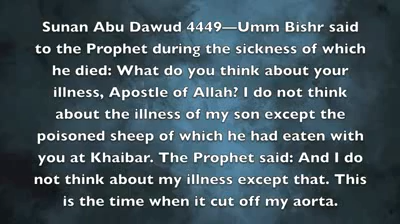 Sunan Abu Dawud 4449—Umm Bishr said
to the Prophet during the sickness of which
he died: What do you think about your
illness, Apostle of Allah? I do not think
about the illness of my son except the
poisoned sheep of which he had eaten with
you at Khaibar. The Prophet said: And I do
not think about my illness except that. This
is the time when it cut off my aorta.